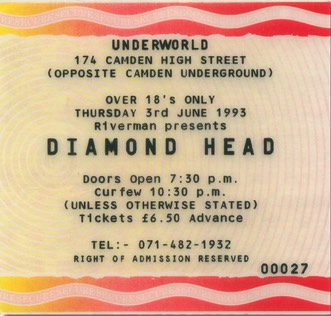 UNDERWORLD
174 CAMDEN HIGH STREET
(OPPOSITE CAMDEN UNDERGROUND)
OVER 18's ONLY
THURSDAY 3rd JUNE 1993
Riverman presents
DIAMOND HEAD
Doors Open 7:30 p.m.
Curfew 10:30 p.m.
(UNLESS OTHERWISE STATED)
Tickets £6.50 Advance
TEL:- 071-482-1932
RIGHT OF ADMISSION RESERVED
00027